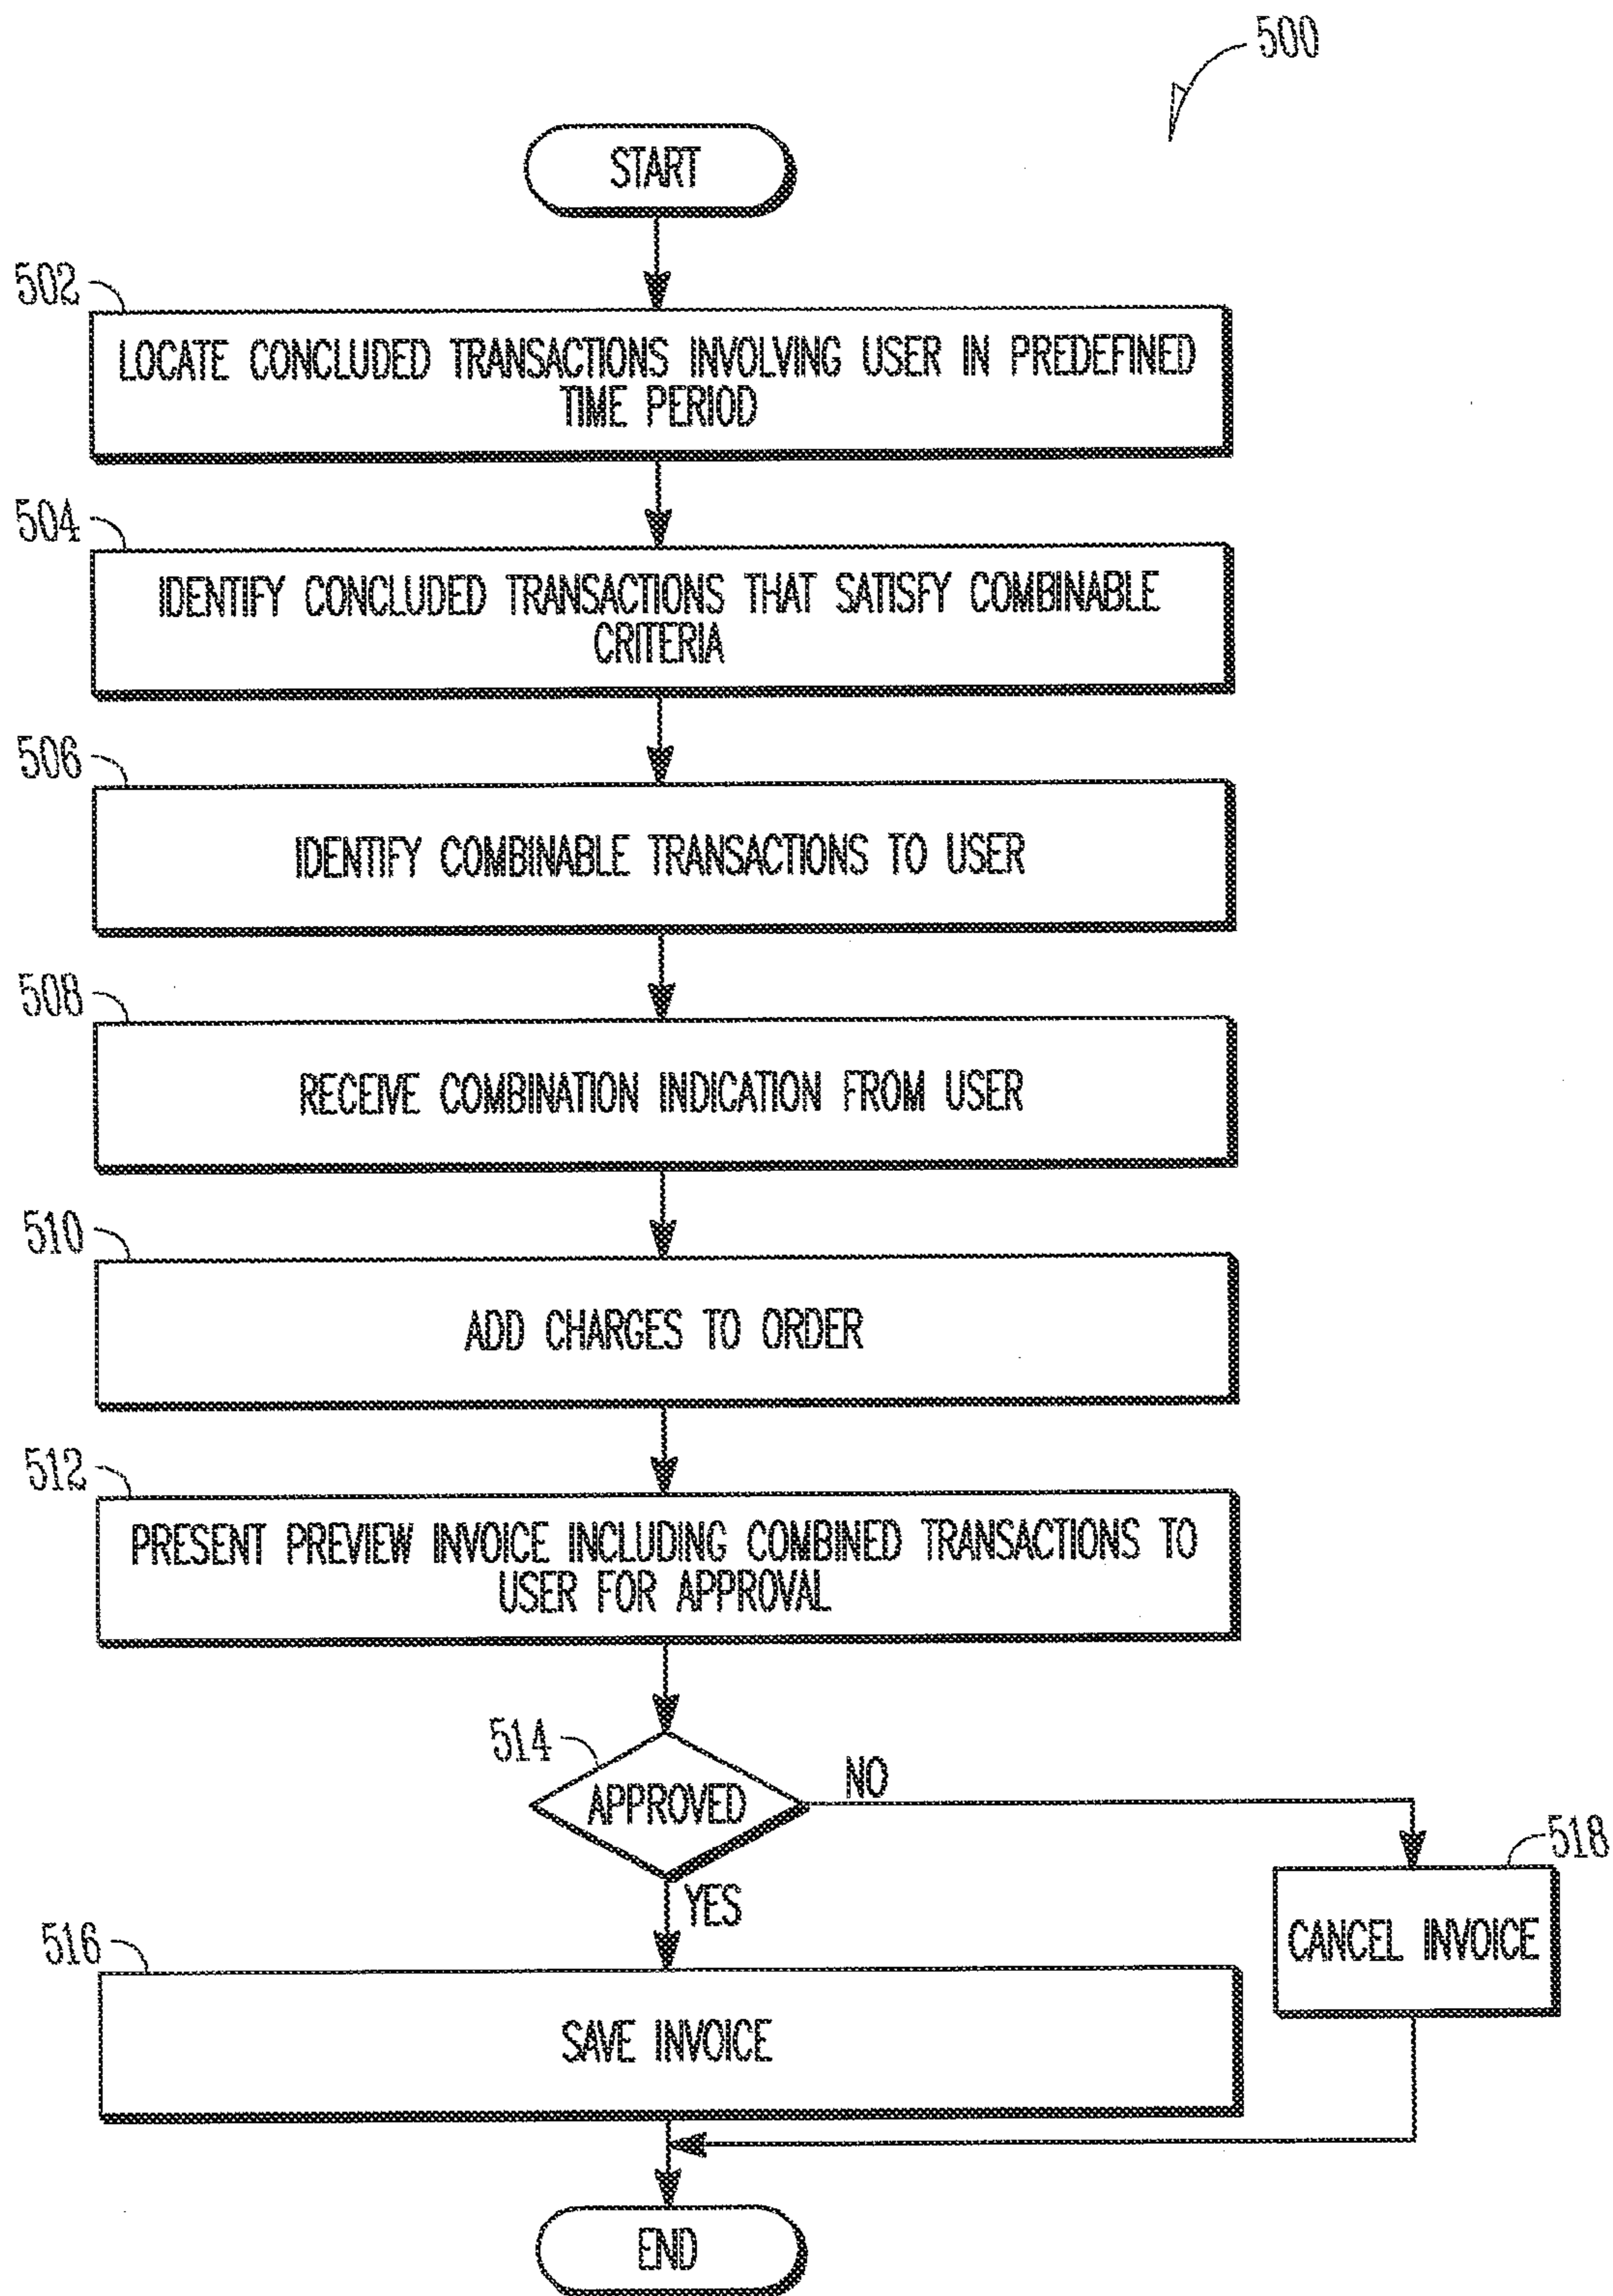 500
START
502
LOCATE CONCLUDED TRANSACTIONS INVOLVING USER IN PREDEFINED
TIME PERIOD
504
IDENTIFY CONCLUDED TRANSACTIONS THAT SATISFY COMBINABLE
CRITERIA
506
IDENTIFY COMBINABLE TRANSACTIONS TO USER
508
RECEIVE COMBINATION INDICATION FROM USER
510
ADD CHARGES TO ORDER
512
PRESENT PREVIEW INVOICE INCLUDING COMBINED TRANSACTIONS TO
USER FOR APPROVAL
514
APPROVED
NO
YES
518
CANCEL INVOICE
516
SAVE INVOICE
END